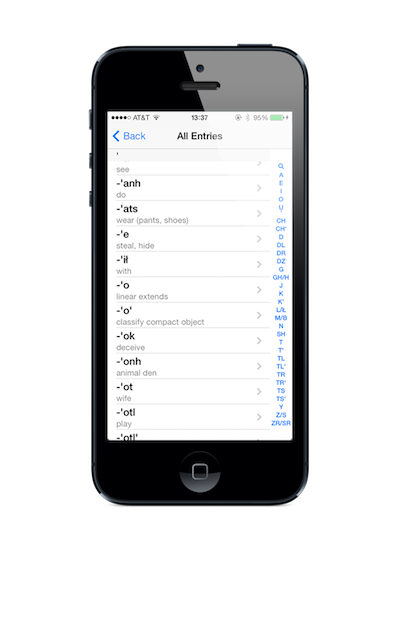 AT&T 13:37 95%
Back All Entries
'
see
-'anh
do
-'ats
wear (pants, shoes)
-'e
steal, hide
-'ił
with
-'o
linear extends
-'o'
classify compact object
-'ok
deceive
-'onh
animal den
-'ot
wife
-'otl
play
-'otl'
A
E
I
O
U
'
CH
CH'
D
DL
DR
DZ
G
GH/H
J
K
K'
L/Ł
M/B
N
SH
T
T'
TL
TL'
TR
TR'
TS
TS'
Y
Z/S
ZR/SR